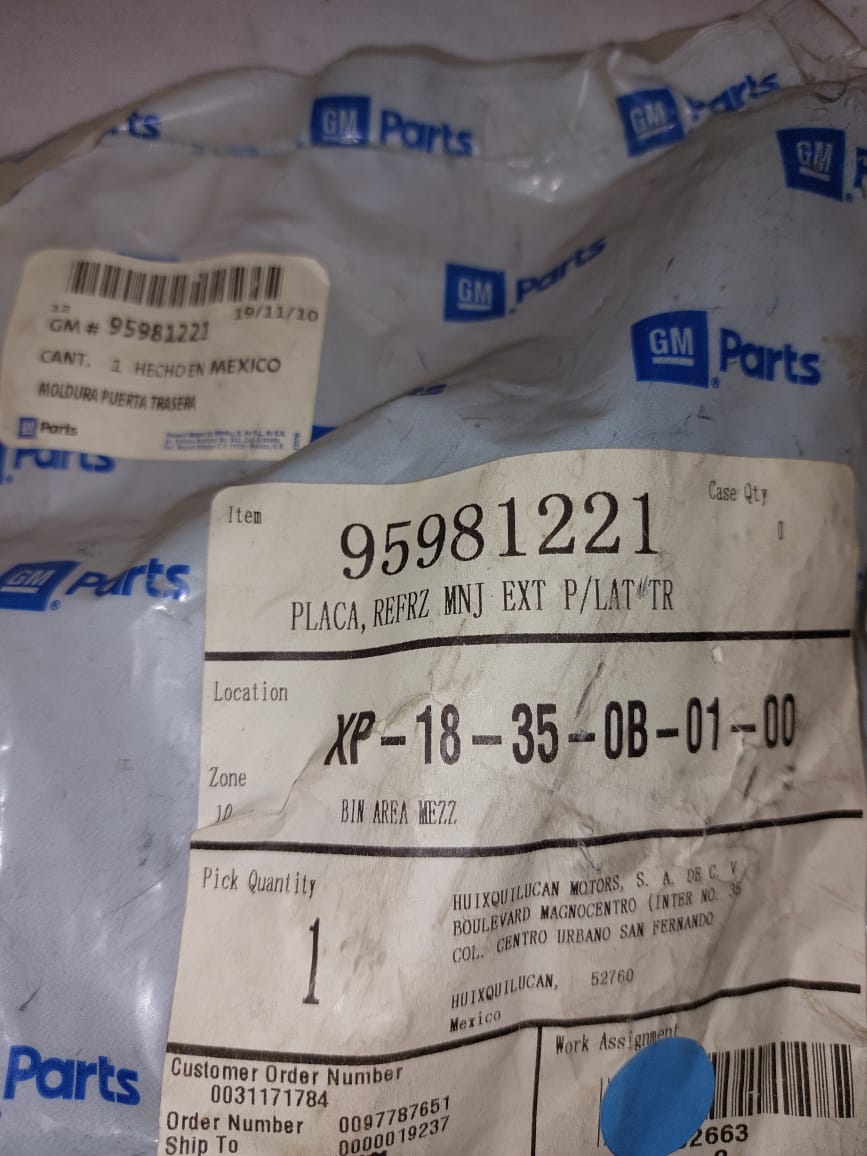 GM Parts
GM Parts
GM
GM Parts
GM Parts
12
19/11/10
GM # 95981221
CANT. 1 HECHO EN MEXICO
MOLDURA PUERTA TRASERA
GM Parts
Parts
GM Parts
Item
Case Qty
95981221
PLACA, REFRZ MNJ EXT P/LAT TR
Location
XP-18-35-0B-01-00
Zone
10
BIN AREA MEZZ
Pick Quantity
1
HUIXQUILUCAN MOTORS, S. A. DE C. V.
BOULEVARD MAGNOCENTRO (INTER NO. 35
COL. CENTRO URBANO SAN FERNANDO
HUIXQUILUCAN, 52760
Mexico
Customer Order Number
0031171784
Order Number 0097787651
Ship To 0000019237
Work Assignment
2663
Parts